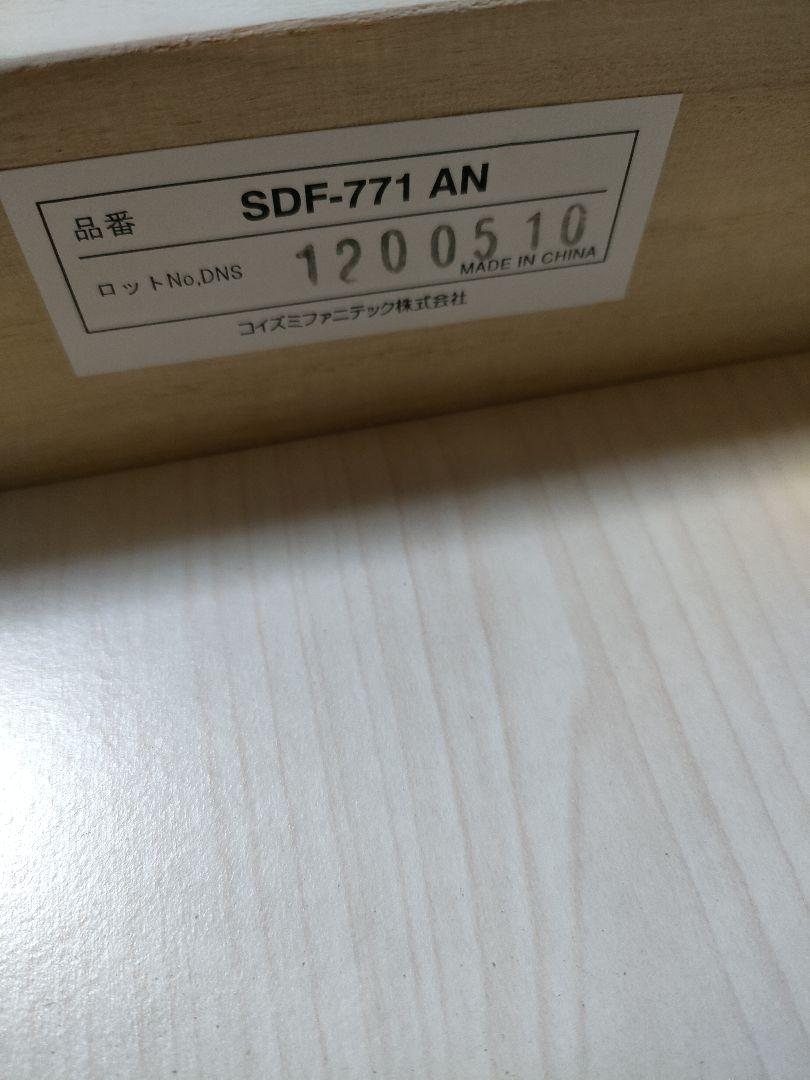 品番 SDF-771 AN
ロットNo,DNS 1200510
MADE IN CHINA
コイズミファニテック株式会社